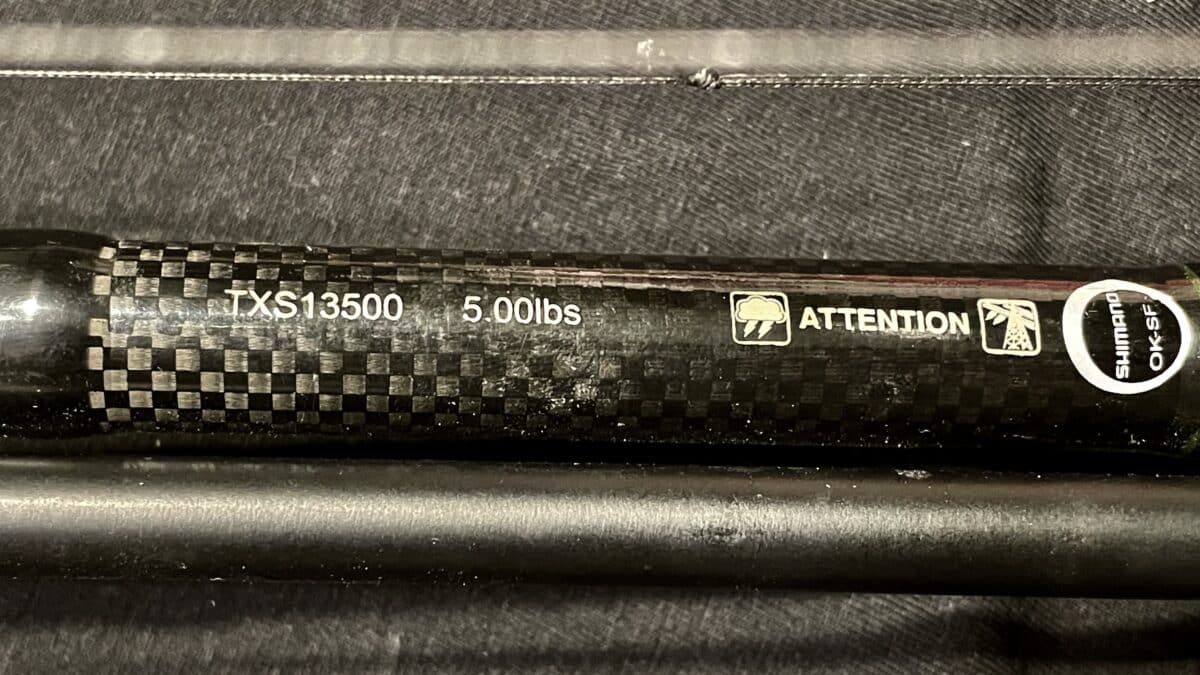 TXS13500 5.00lbs ATTENTION
SHIMANO
OK-SF